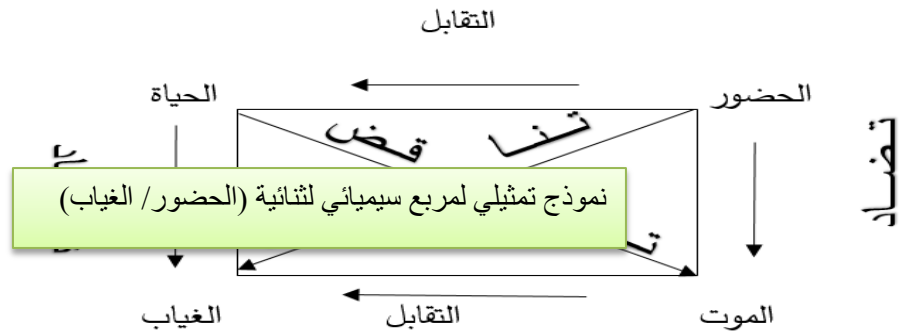 التقابل
الحضور
الحياة
تضاد
تنا
قض
نموذج تمثيلي لمربع سيميائي لثنائية (الحضور/ الغياب)
الموت
التقابل
الغياب